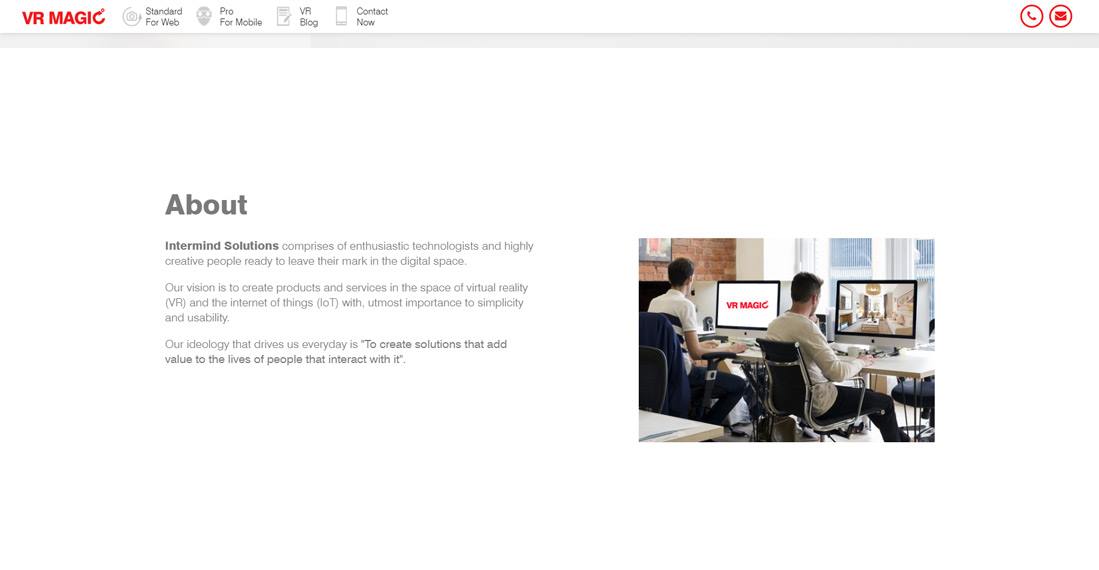 VR MAGIC
Standard
For Web
Pro
For Mobile
VR
Blog
Contact
Now
About
Intermind Solutions comprises of enthusiastic technologists and highly
creative people ready to leave their mark in the digital space.
Our vision is to create products and services in the space of virtual reality
(VR) and the internet of things (IoT) with, utmost importance to simplicity
and usability.
Our ideology that drives us everyday is "To create solutions that add
value to the lives of people that interact with it".
VR MAGIC